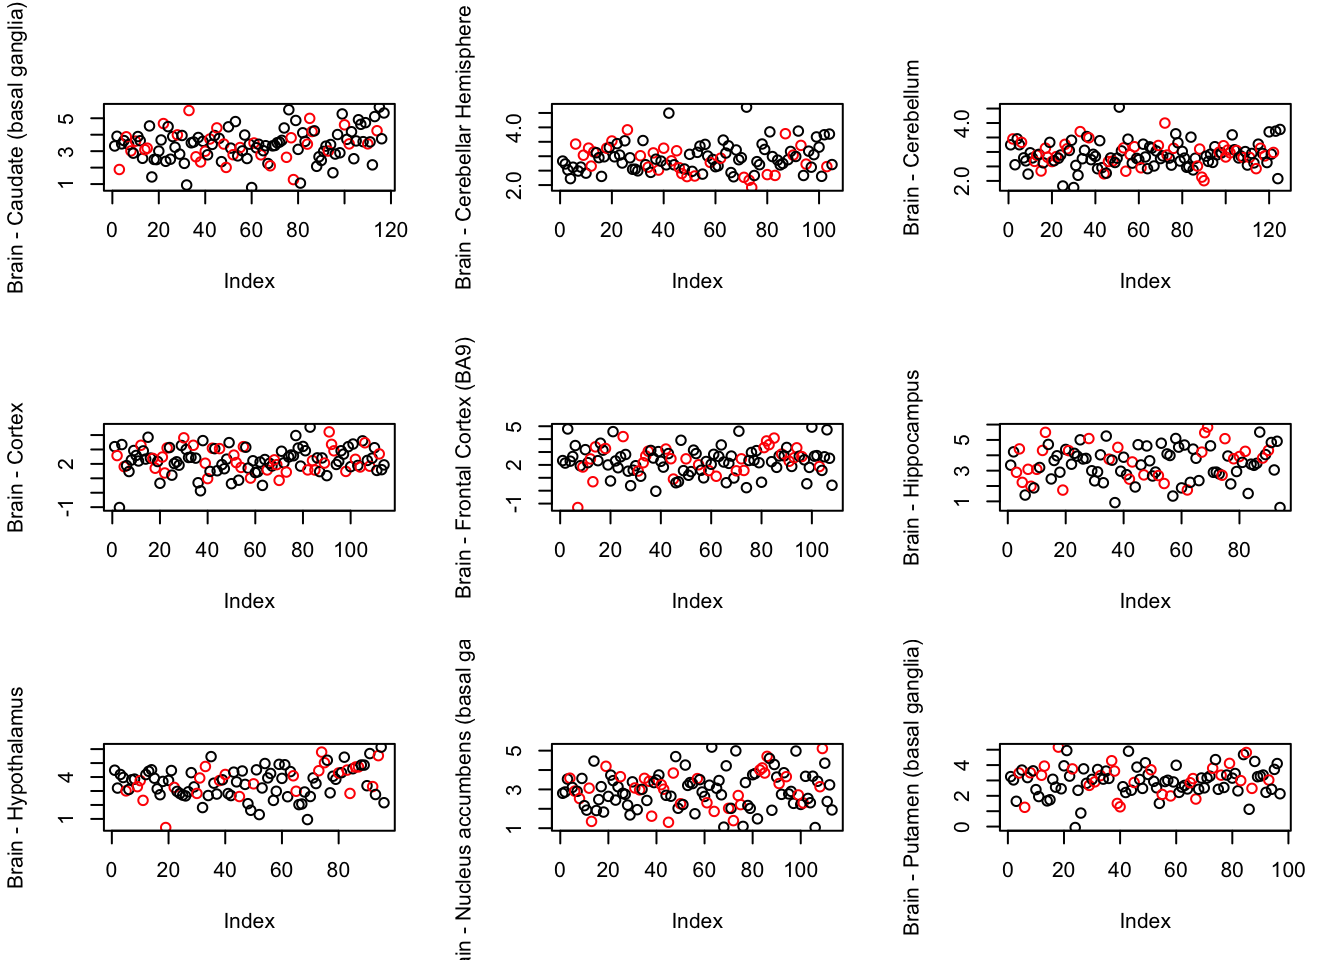 Brain - Caudate (basal ganglia)
1 3 5
0 20 40 60 80 120
Index
Brain - Cerebellar Hemisphere
2.0 4.0
0 20 40 60 80 100
Index
Brain - Cerebellum
2.0 4.0
0 20 40 60 80 120
Index
Brain - Cortex
-1 2
0 20 40 60 80 100
Index
Brain - Frontal Cortex (BA9)
-1 2 5
0 20 40 60 80 100
Index
Brain - Hippocampus
1 3 5
0 20 40 60 80
Index
Brain - Hypothalamus
1 4
0 20 40 60 80
Index
ain - Nucleus accumbens (basal ga
1 3 5
0 20 40 60 80 100
Index
Brain - Putamen (basal ganglia)
0 2 4
0 20 40 60 80 100
Index